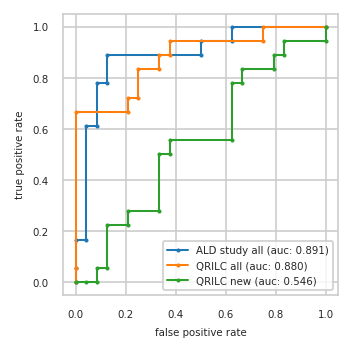 1.0
0.8
0.6
0.4
0.2
0.0
true positive rate
ALD study all (auc: 0.891)
QRILC all (auc: 0.880)
QRILC new (auc: 0.546)
0.0 0.2 0.4 0.6 0.8 1.0
false positive rate